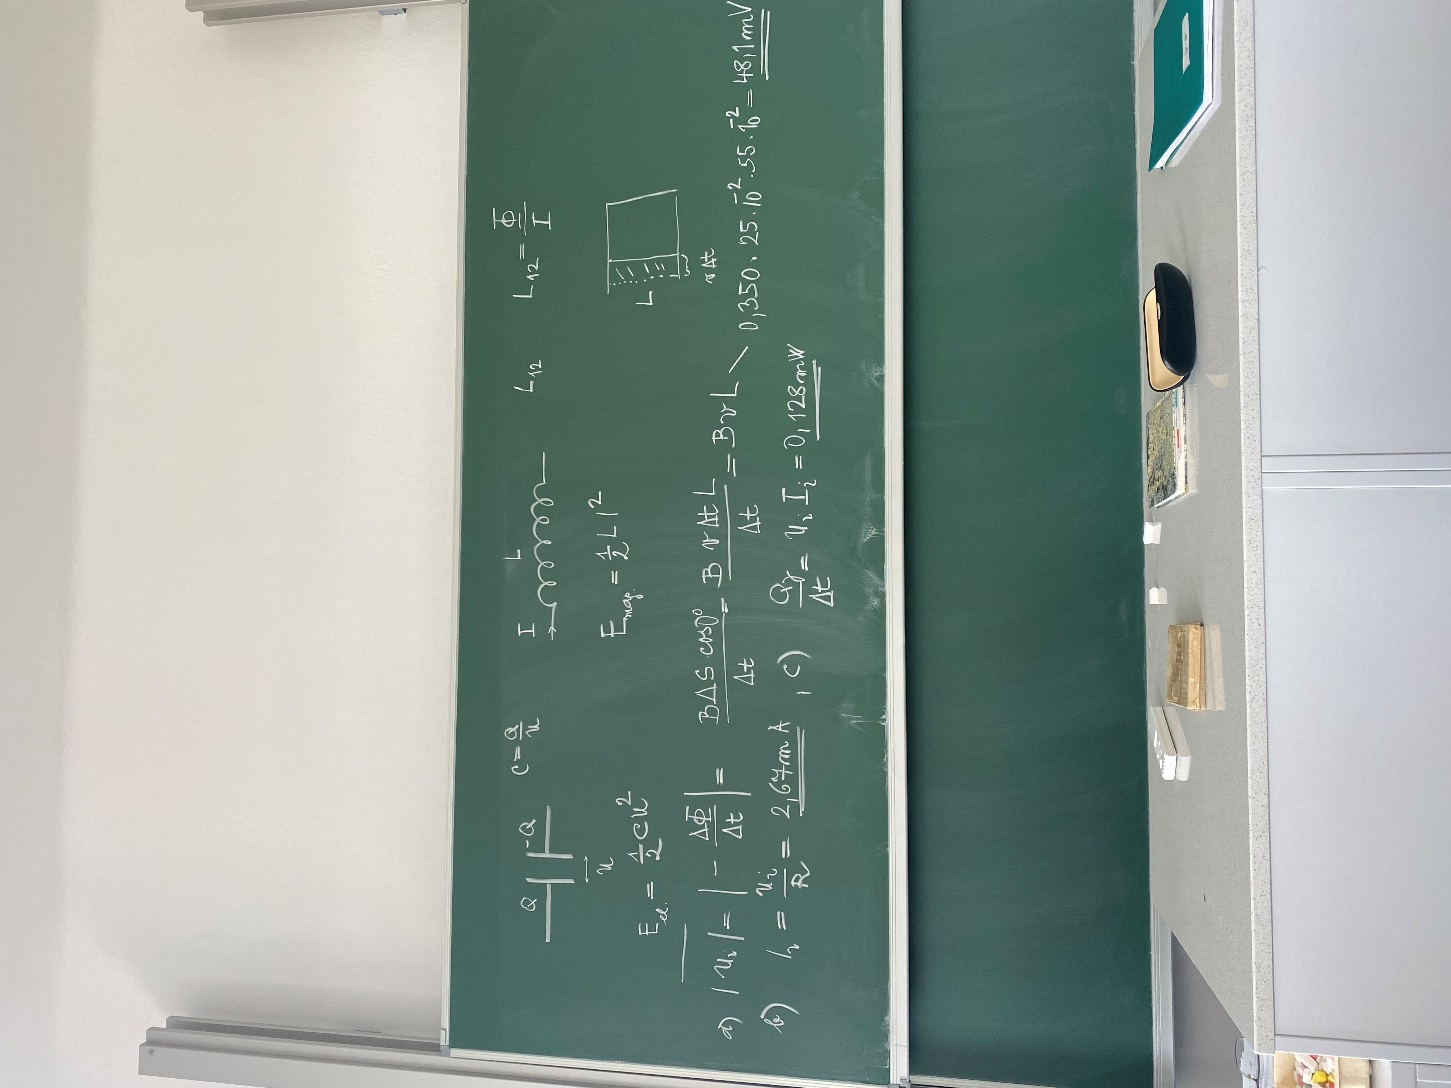 Q -Q C = Q/u I L L₁₂ L₁₂ = Φ/I
u
E_el. = 1/2 C u² E_mag. = 1/2 L I² L
v Δt
a) |u_i| = |- ΔΦ/Δt| = BΔS cos0°/Δt = B v Δt L/Δt = B v L 0,350 · 25 · 10⁻² · 55 · 10⁻² = 48,1 mV
b) I_i = u_i/R = 2,67 mA , c) Q_J/Δt = u_i I_i = 0,128 mW